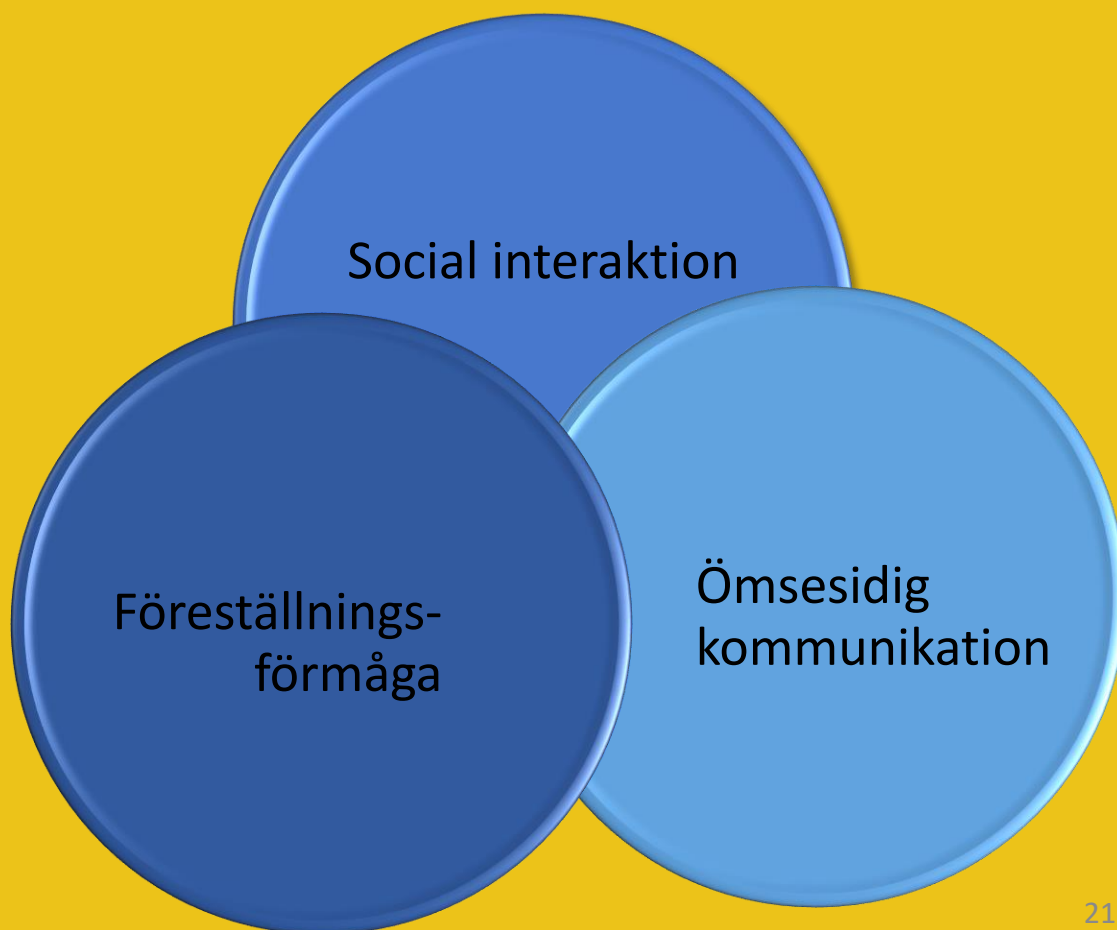 Social interaktion
Föreställnings-
förmåga
Ömsesidig
kommunikation
21